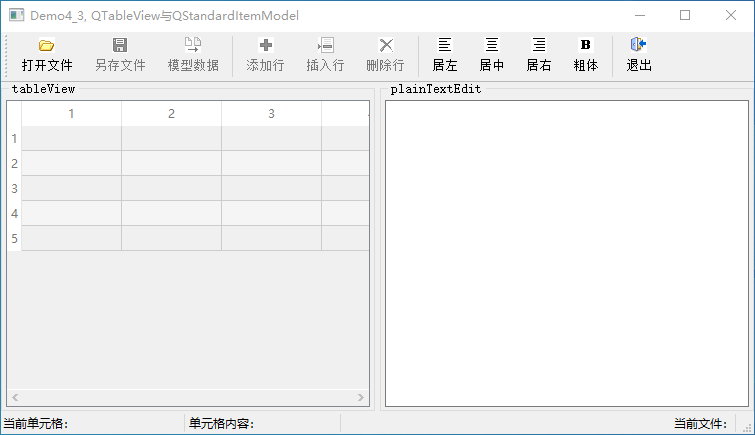 Demo4_3, QTableView与QStandardItemModel
打开文件 另存文件 模型数据 添加行 插入行 删除行 居左 居中 居右 粗体 退出
tableView plainTextEdit
1 2 3
1
2
3
4
5
当前单元格: 单元格内容: 当前文件: